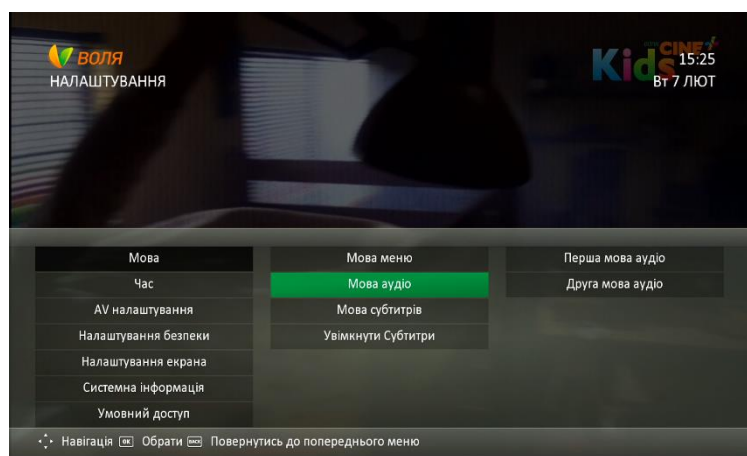 воля
НАЛАШТУВАННЯ
CINE+
Kids
15:25
Вт 7 ЛЮТ
Мова
Мова меню
Перша мова аудіо
Час
Мова аудіо
Друга мова аудіо
AV налаштування
Мова субтитрів
Налаштування безпеки
Увімкнути Субтитри
Налаштування екрана
Системна інформація
Умовний доступ
Навігація OK Обрати Повернутись до попереднього меню